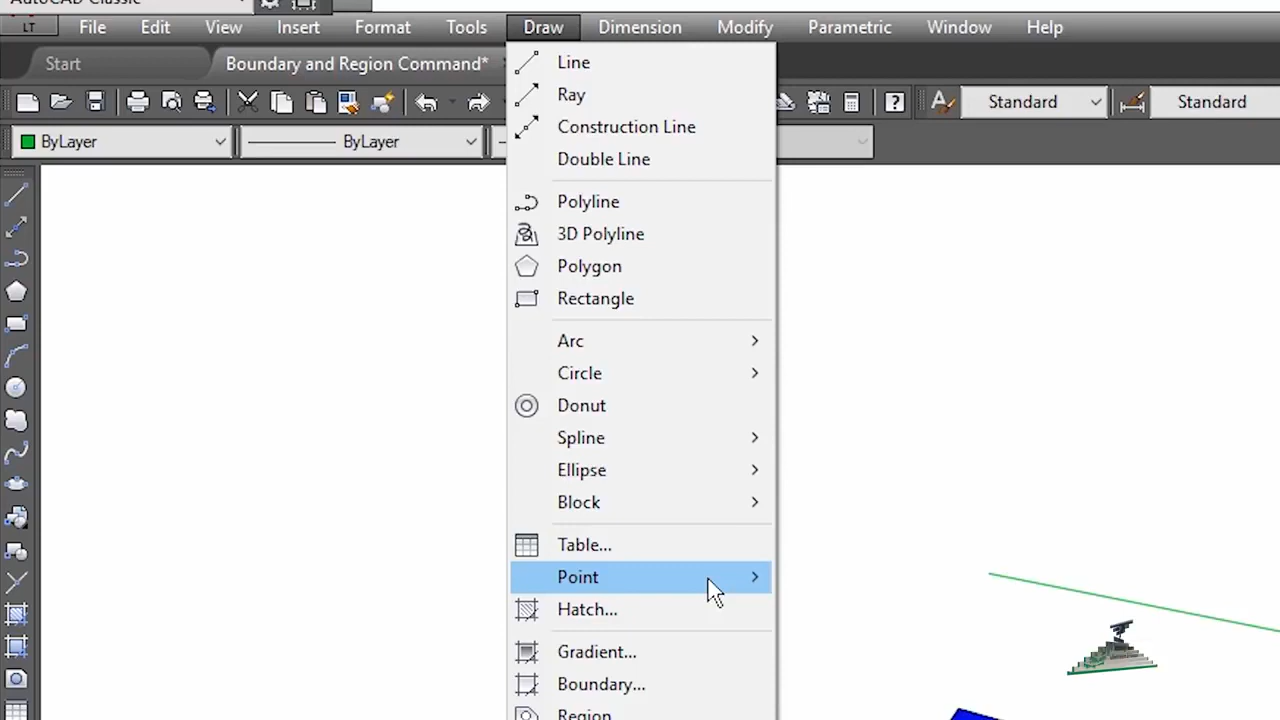 AutoCAD Classic
LT File Edit View Insert Format Tools Draw Dimension Modify Parametric Window Help
Start Boundary and Region Command*
Standard Standard
ByLayer ByLayer
Line
Ray
Construction Line
Double Line
Polyline
3D Polyline
Polygon
Rectangle
Arc
Circle
Donut
Spline
Ellipse
Block
Table...
Point
Hatch...
Gradient...
Boundary...
Region